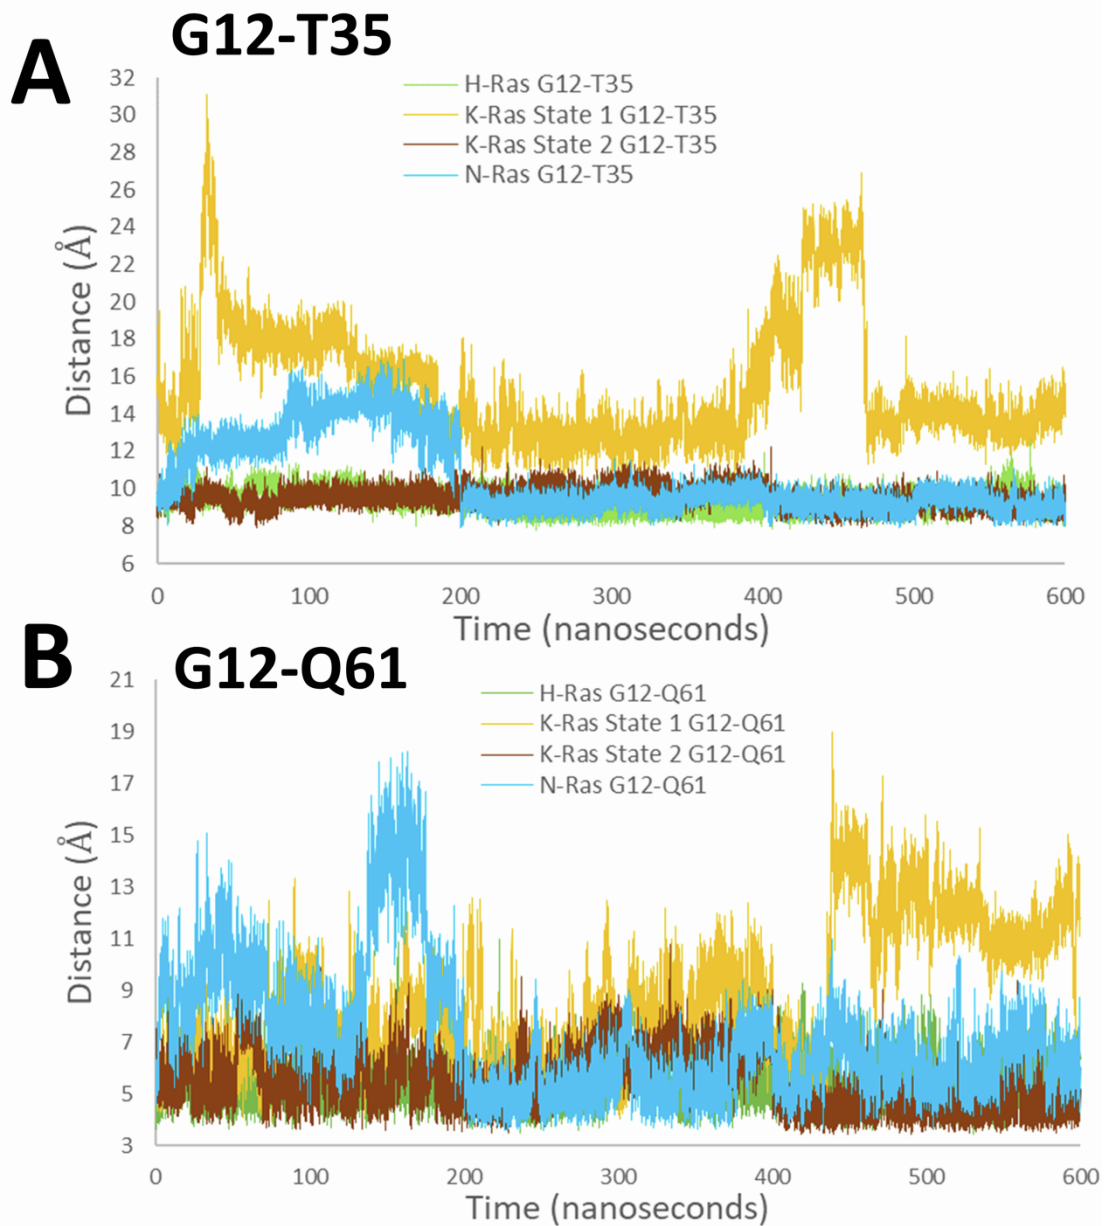 A
G12-T35
H-Ras G12-T35
K-Ras State 1 G12-T35
K-Ras State 2 G12-T35
N-Ras G12-T35
Distance (Å)
32
30
28
26
24
22
20
18
16
14
12
10
8
6
0 100 200 300 400 500 600
Time (nanoseconds)
B
G12-Q61
H-Ras G12-Q61
K-Ras State 1 G12-Q61
K-Ras State 2 G12-Q61
N-Ras G12-Q61
Distance (Å)
21
19
17
15
13
11
9
7
5
3
0 100 200 300 400 500 600
Time (nanoseconds)